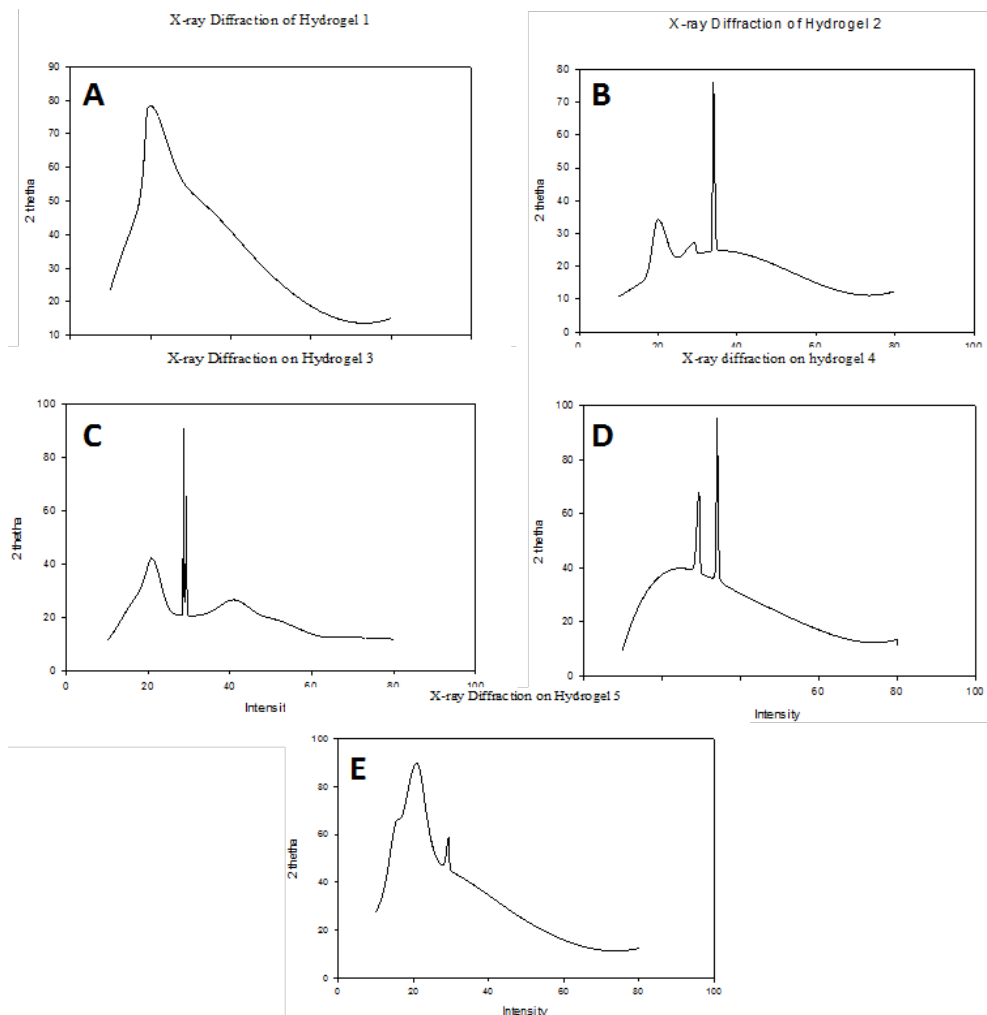 X-ray Diffraction of Hydrogel 1
A
90
80
70
60
50
40
30
20
10
2 thetha
X-ray Diffraction of Hydrogel 2
B
80
70
60
50
40
30
20
10
0
2 thetha
0 20 40 60 80 100
X-ray Diffraction on Hydrogel 3
C
100
80
60
40
20
0
2 thetha
0 20 40 60 80 100
Intensit
X-ray diffraction on hydrogel 4
D
100
80
60
40
20
0
2 thetha
60 80 100
Intensity
X-ray Diffraction on Hydrogel 5
E
100
80
60
40
20
0
2 thetha
0 20 40 60 80 100
Intensity